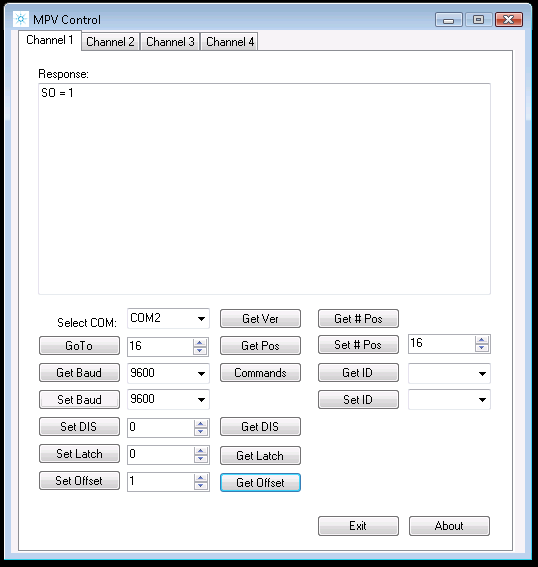 MPV Control
Channel 1 Channel 2 Channel 3 Channel 4
Response:
SO = 1
Select COM: COM2 Get Ver Get # Pos
GoTo 16 Get Pos Set # Pos 16
Get Baud 9600 Commands Get ID
Set Baud 9600 Set ID
Set DIS 0 Get DIS
Set Latch 0 Get Latch
Set Offset 1 Get Offset
Exit About